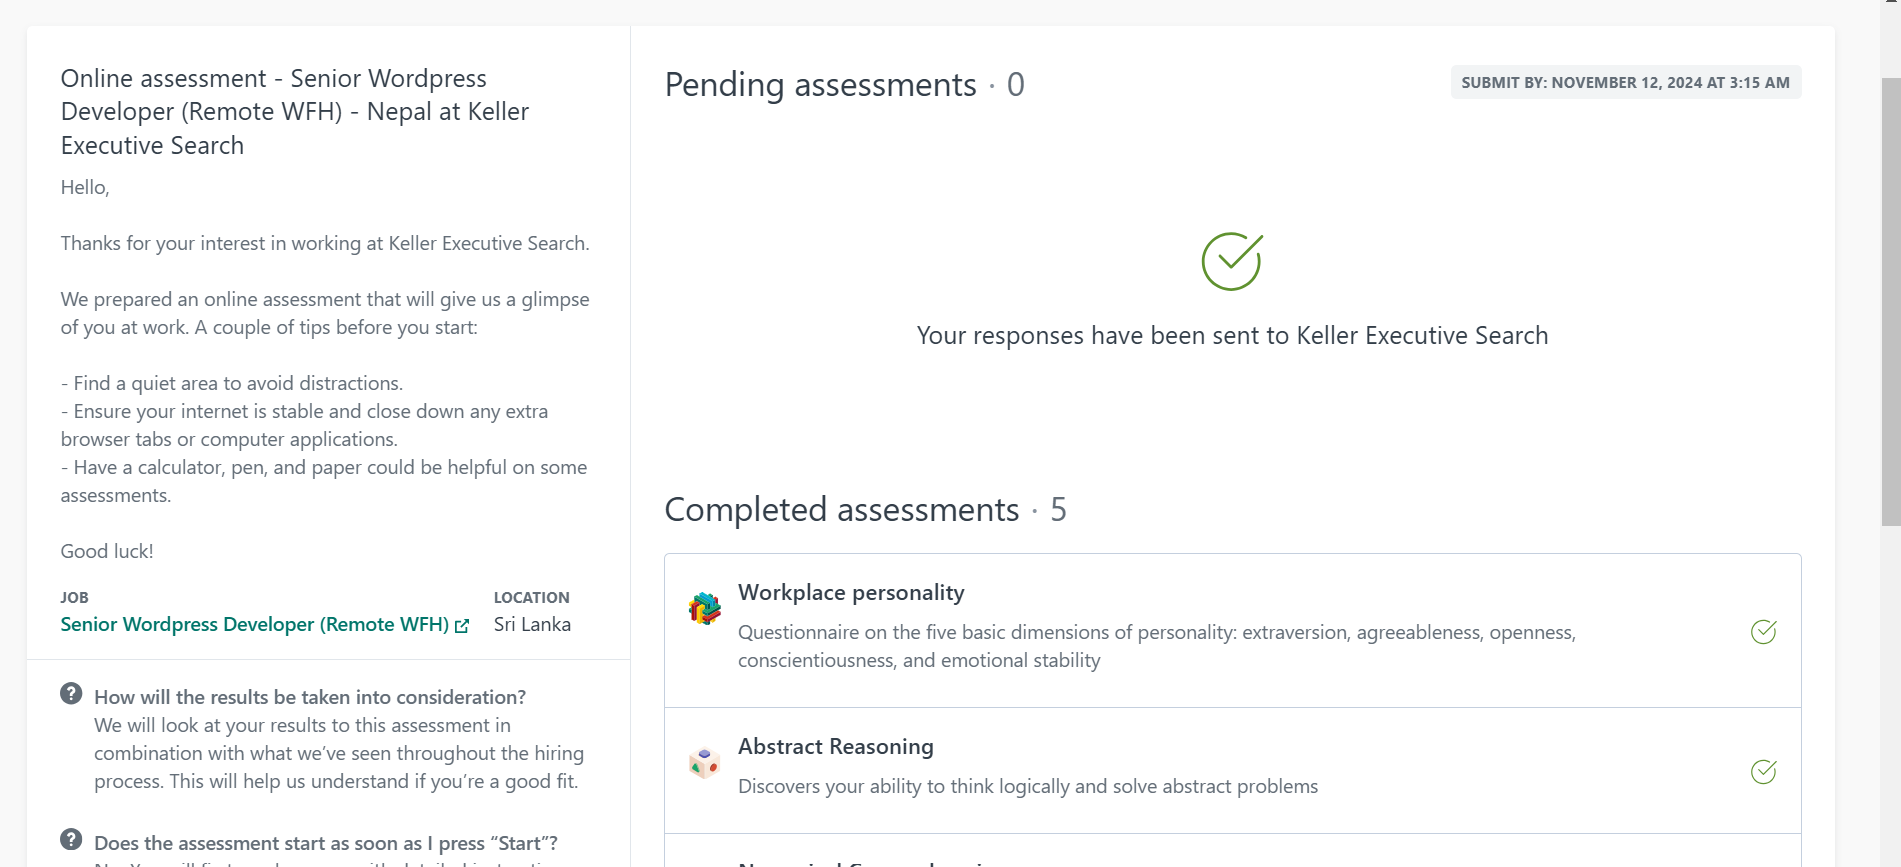 Online assessment - Senior Wordpress
Developer (Remote WFH) - Nepal at Keller
Executive Search
Hello,
Thanks for your interest in working at Keller Executive Search.
We prepared an online assessment that will give us a glimpse
of you at work. A couple of tips before you start:
- Find a quiet area to avoid distractions.
- Ensure your internet is stable and close down any extra
browser tabs or computer applications.
- Have a calculator, pen, and paper could be helpful on some
assessments.
Good luck!
JOB
Senior Wordpress Developer (Remote WFH)
LOCATION
Sri Lanka
How will the results be taken into consideration?
We will look at your results to this assessment in
combination with what we’ve seen throughout the hiring
process. This will help us understand if you’re a good fit.
Does the assessment start as soon as I press “Start”?
Pending assessments · 0
SUBMIT BY: NOVEMBER 12, 2024 AT 3:15 AM
Your responses have been sent to Keller Executive Search
Completed assessments · 5
Workplace personality
Questionnaire on the five basic dimensions of personality: extraversion, agreeableness, openness,
conscientiousness, and emotional stability
Abstract Reasoning
Discovers your ability to think logically and solve abstract problems